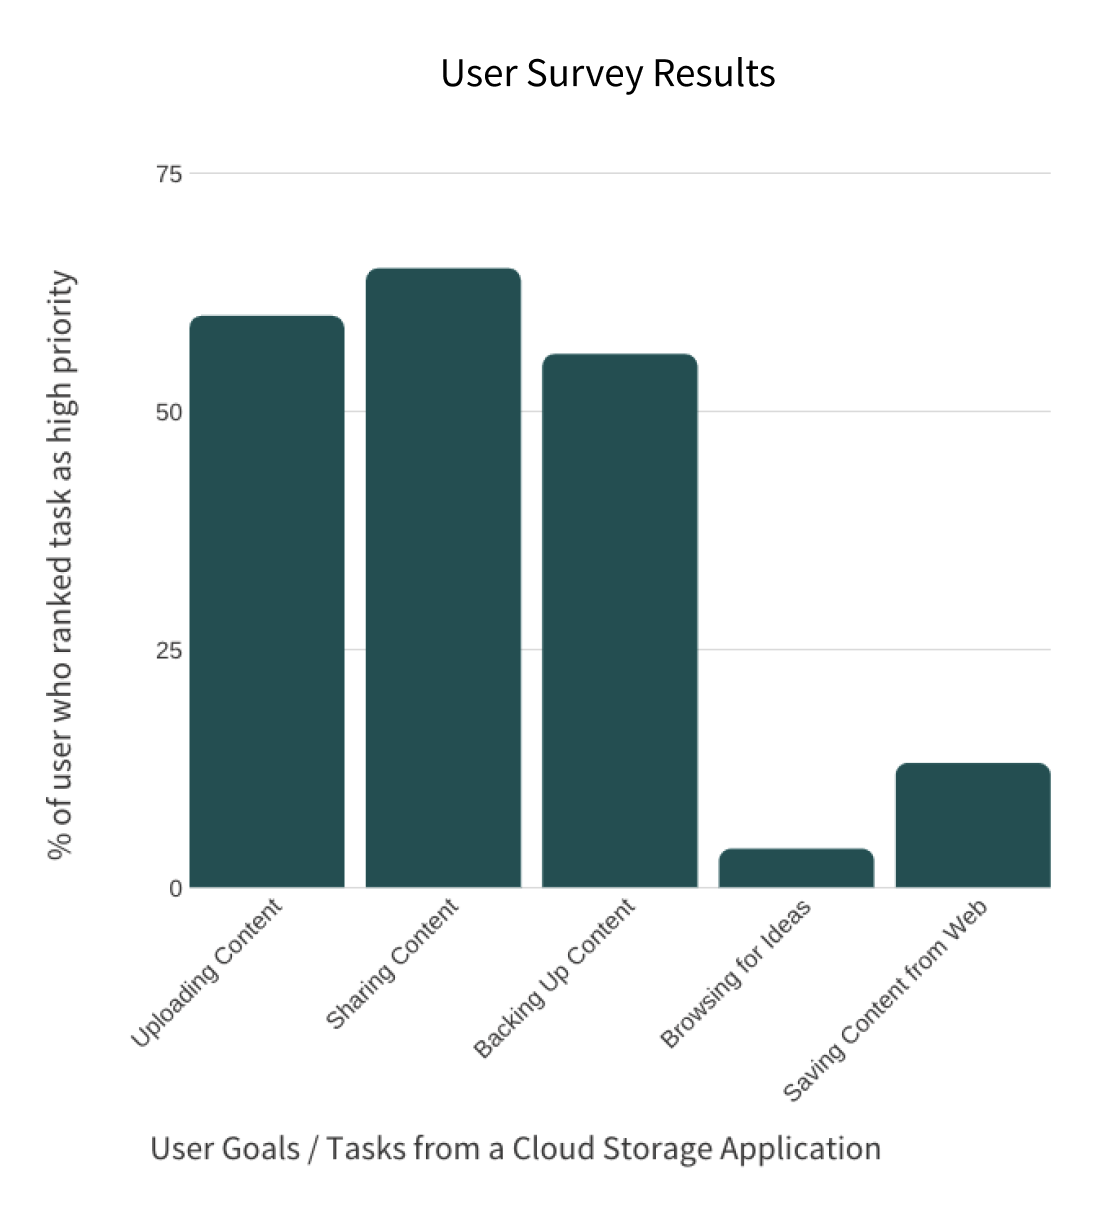 User Survey Results
75
50
25
0
% of user who ranked task as high priority
Uploading Content
Sharing Content
Backing Up Content
Browsing for Ideas
Saving Content from Web
User Goals / Tasks from a Cloud Storage Application